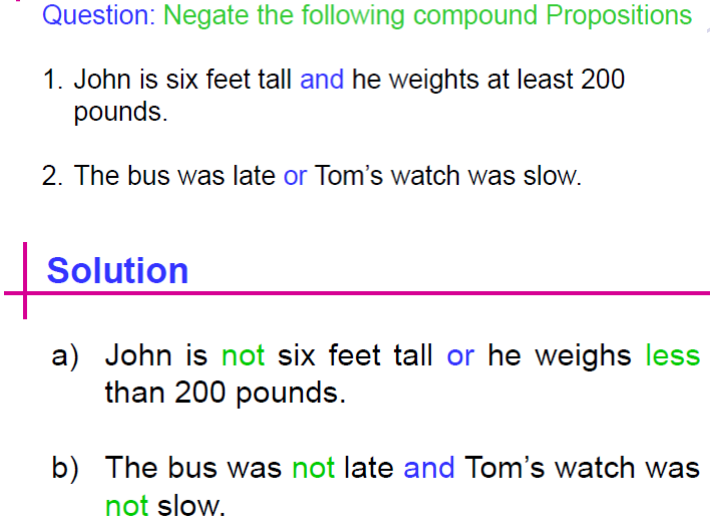 Question: Negate the following compound Propositions
1. John is six feet tall and he weights at least 200
pounds.
2. The bus was late or Tom’s watch was slow.
Solution
a) John is not six feet tall or he weighs less
than 200 pounds.
b) The bus was not late and Tom’s watch was
not slow.